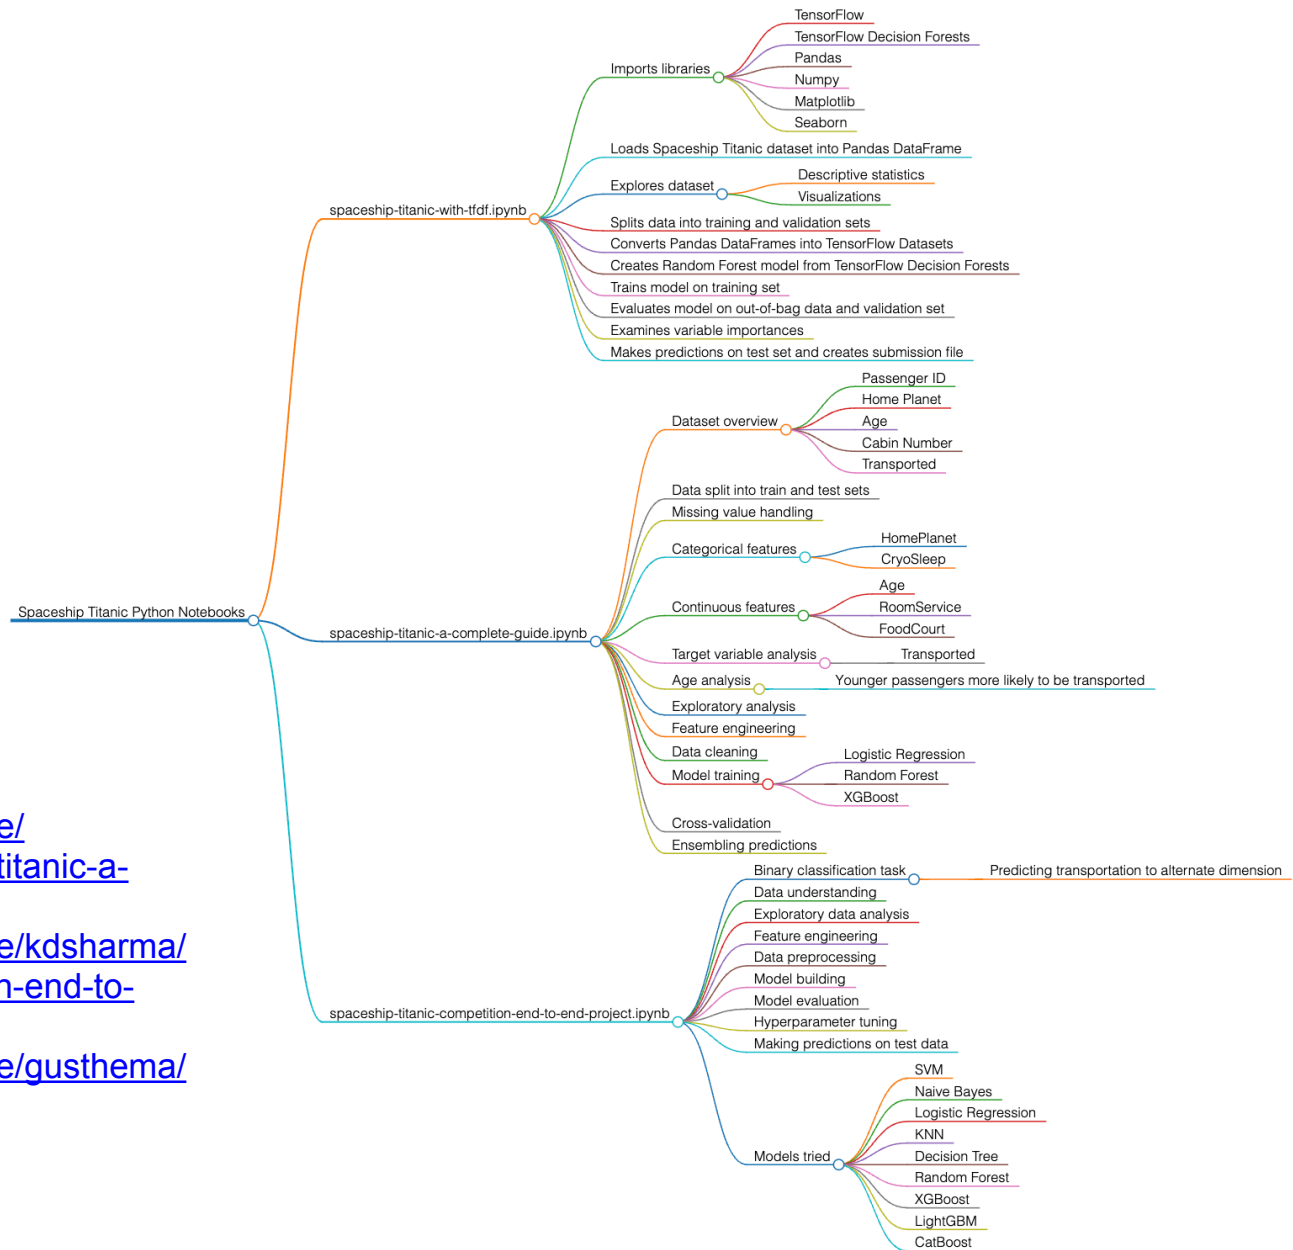 Spaceship Titanic Python Notebooks
spaceship-titanic-with-tfdf.ipynb
Imports libraries
TensorFlow
TensorFlow Decision Forests
Pandas
Numpy
Matplotlib
Seaborn
Loads Spaceship Titanic dataset into Pandas DataFrame
Explores dataset
Descriptive statistics
Visualizations
Splits data into training and validation sets
Converts Pandas DataFrames into TensorFlow Datasets
Creates Random Forest model from TensorFlow Decision Forests
Trains model on training set
Evaluates model on out-of-bag data and validation set
Examines variable importances
Makes predictions on test set and creates submission file
spaceship-titanic-a-complete-guide.ipynb
Dataset overview
Passenger ID
Home Planet
Age
Cabin Number
Transported
Data split into train and test sets
Missing value handling
Categorical features
HomePlanet
CryoSleep
Continuous features
Age
RoomService
FoodCourt
Target variable analysis
Transported
Age analysis
Younger passengers more likely to be transported
Exploratory analysis
Feature engineering
Data cleaning
Model training
Logistic Regression
Random Forest
XGBoost
Cross-validation
Ensembling predictions
spaceship-titanic-competition-end-to-end-project.ipynb
Binary classification task
Predicting transportation to alternate dimension
Data understanding
Exploratory data analysis
Feature engineering
Data preprocessing
Model building
Model evaluation
Hyperparameter tuning
Making predictions on test data
Models tried
SVM
Naive Bayes
Logistic Regression
KNN
Decision Tree
Random Forest
XGBoost
LightGBM
CatBoost
e/
titanic-a-
e/kdsharma/
n-end-to-
e/gusthema/